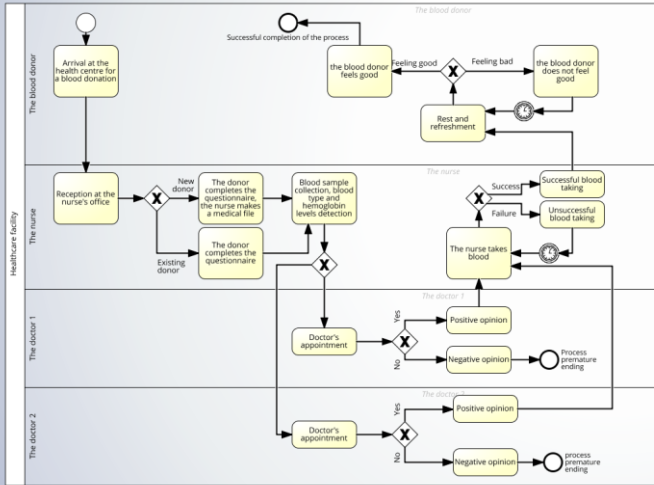 Healthcare facility
The blood donor
The blood donor
Arrival at the
health centre for
a blood donation
Successful completion of the process
the blood donor
feels good
Feeling good
Feeling bad
the blood donor
does not feel
good
Rest and
refreshment
The nurse
The nurse
Reception at the
nurse's office
New
donor
The donor
completes the
questionnaire,
the nurse makes
a medical file
Existing
donor
The donor
completes the
questionnaire
Blood sample
collection, blood
type and
hemoglobin
levels detection
Success
Successful blood
taking
Failure
Unsuccessful
blood taking
The nurse takes
blood
The doctor 1
The doctor 1
Doctor's
appointment
Yes
Positive opinion
No
Negative opinion
Process
premature
ending
The doctor 2
The doctor 2
Doctor's
appointment
Yes
Positive opinion
No
Negative opinion
process
premature
ending